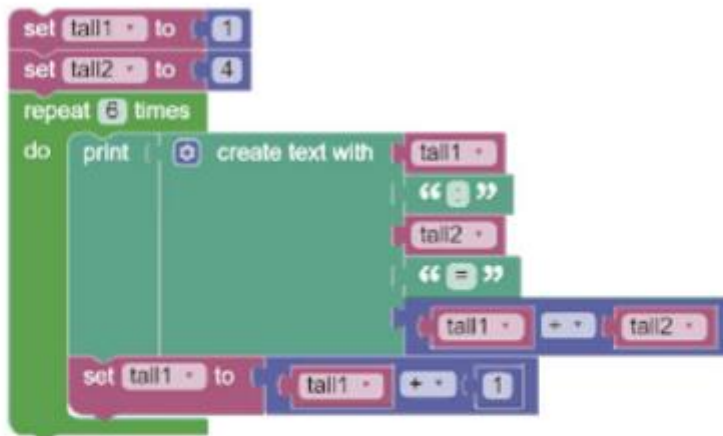 set tall1 to 1
set tall2 to 4
repeat 6 times
do print create text with tall1
“ : ”
tall2
“ = ”
tall1 ÷ tall2
set tall1 to tall1 + 1